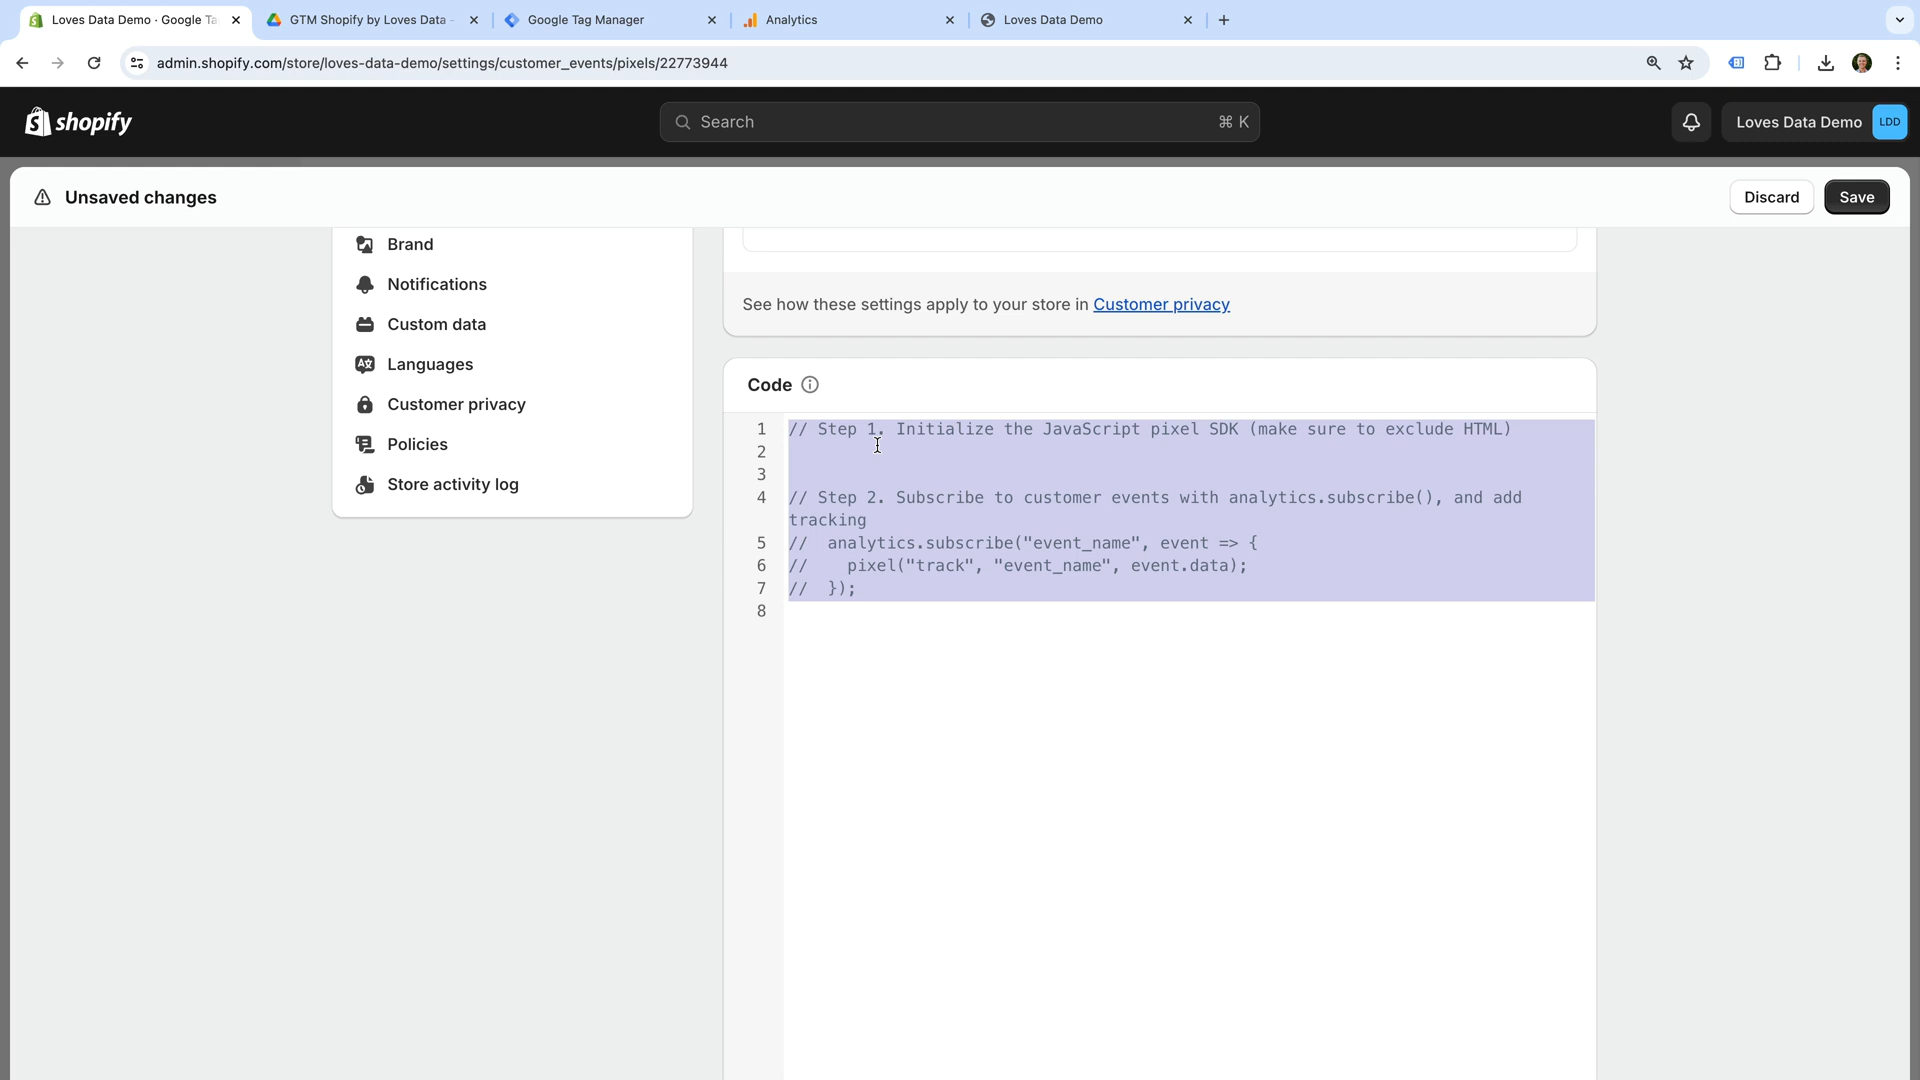 Loves Data Demo · Google Ta
GTM Shopify by Loves Data -
Google Tag Manager
Analytics
Loves Data Demo
admin.shopify.com/store/loves-data-demo/settings/customer_events/pixels/22773944
shopify
Search
⌘ K
Loves Data Demo
LDD
Unsaved changes
Discard
Save
Brand
Notifications
Custom data
Languages
Customer privacy
Policies
Store activity log
See how these settings apply to your store in Customer privacy
Code
1 // Step 1. Initialize the JavaScript pixel SDK (make sure to exclude HTML)
2
3
4 // Step 2. Subscribe to customer events with analytics.subscribe(), and add
tracking
5 //  analytics.subscribe("event_name", event => {
6 //    pixel("track", "event_name", event.data);
7 //  });
8